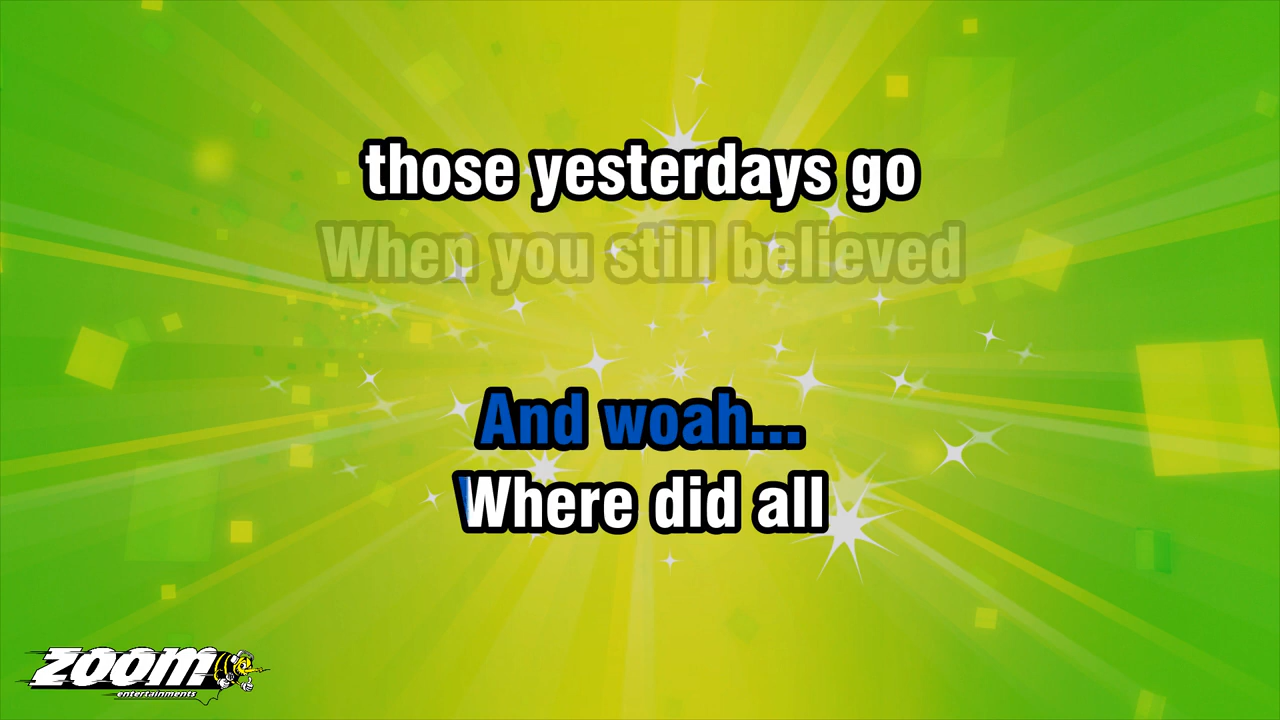 those yesterdays go
When you still believed
And woah...
Where did all
ZOOM
entertainments